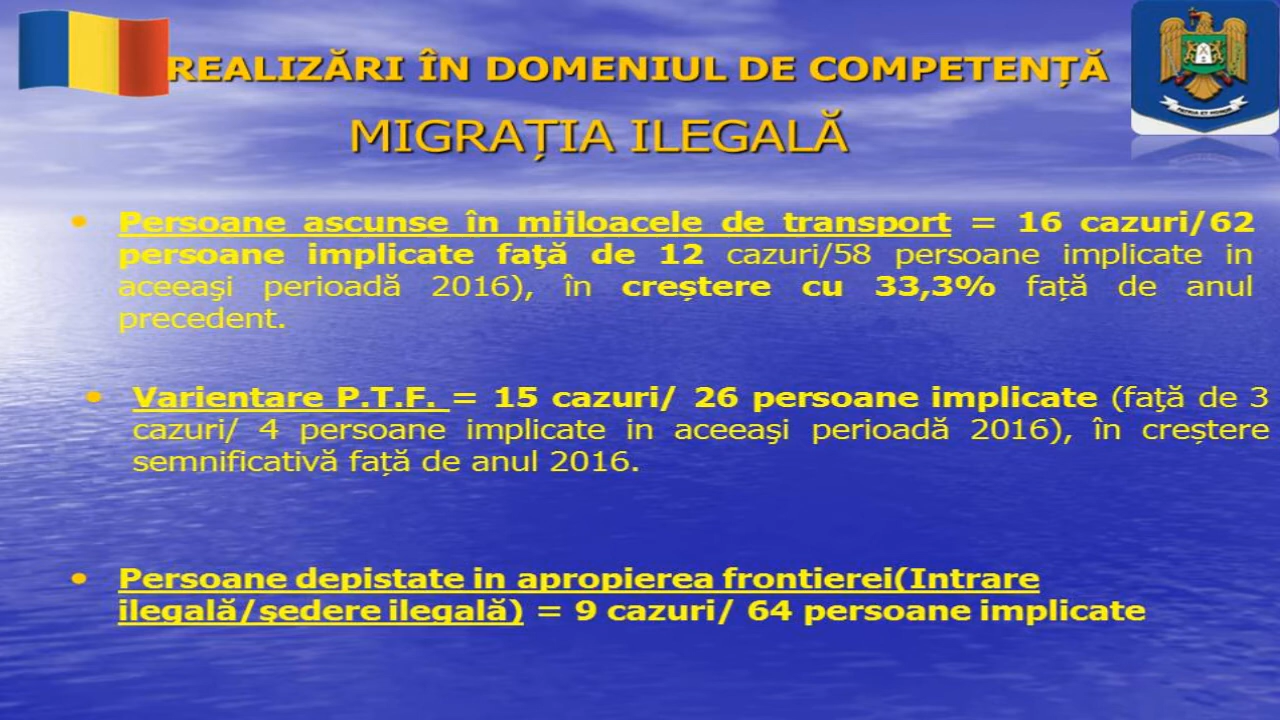 REALIZĂRI ÎN DOMENIUL DE COMPETENȚĂ
MIGRAȚIA ILEGALĂ
• Persoane ascunse în mijloacele de transport = 16 cazuri/62
persoane implicate faţă de 12 cazuri/58 persoane implicate in
aceeaşi perioadă 2016), în creștere cu 33,3% față de anul
precedent.
• Varientare P.T.F. = 15 cazuri/ 26 persoane implicate (faţă de 3
cazuri/ 4 persoane implicate in aceeaşi perioadă 2016), în creștere
semnificativă față de anul 2016.
• Persoane depistate in apropierea frontierei(Intrare
ilegală/şedere ilegală) = 9 cazuri/ 64 persoane implicate